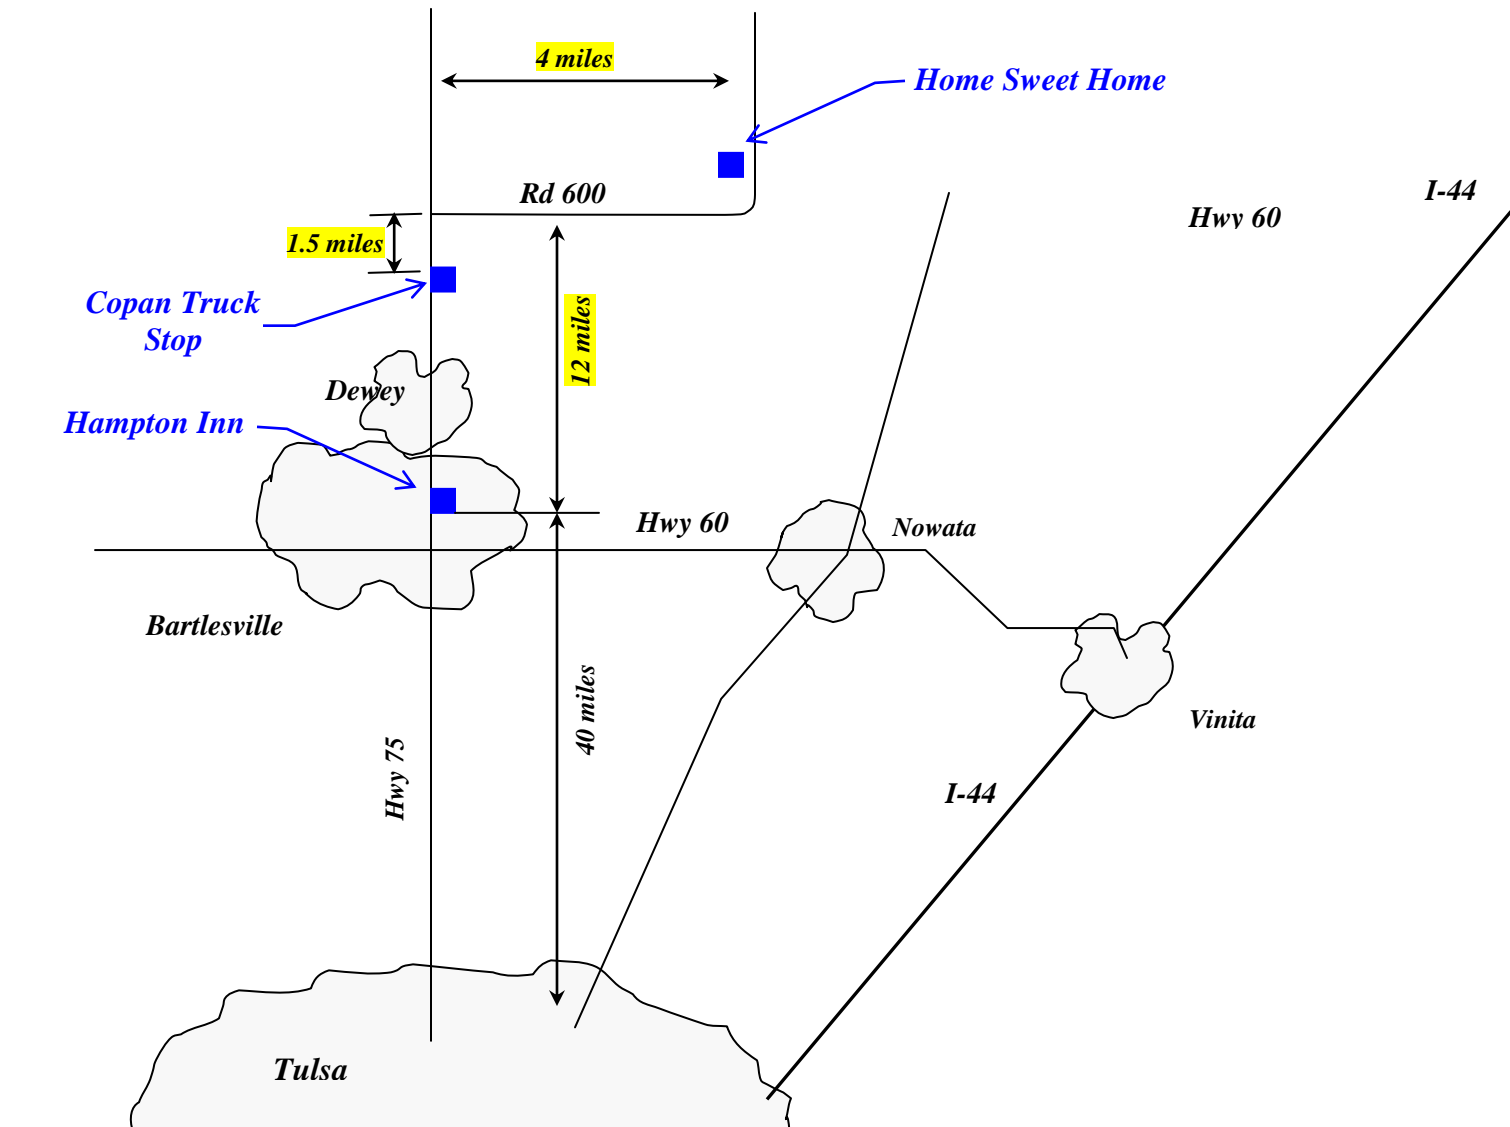 4 miles
Home Sweet Home
Rd 600
I-44
Hwy 60
1.5 miles
Copan Truck
Stop
12 miles
Dewey
Hampton Inn
Hwy 60
Nowata
Bartlesville
40 miles
Vinita
Hwy 75
I-44
Tulsa